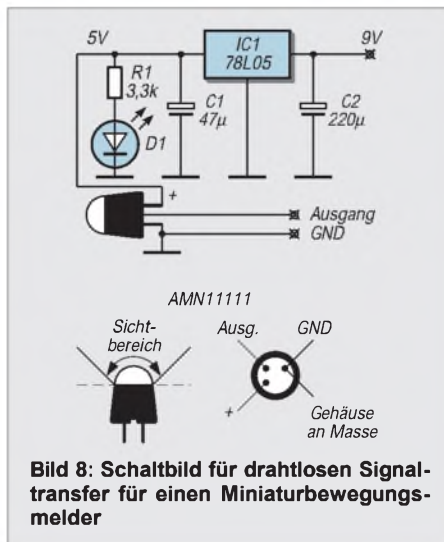 5V
IC1
78L05
9V
R1
3,3k
C1
47µ
C2
220µ
D1
+
Ausgang
GND
AMN11111
Sicht-
bereich
Ausg.
GND
+
Gehäuse
an Masse
Bild 8: Schaltbild für drahtlosen Signal-
transfer für einen Miniaturbewegungs-
melder